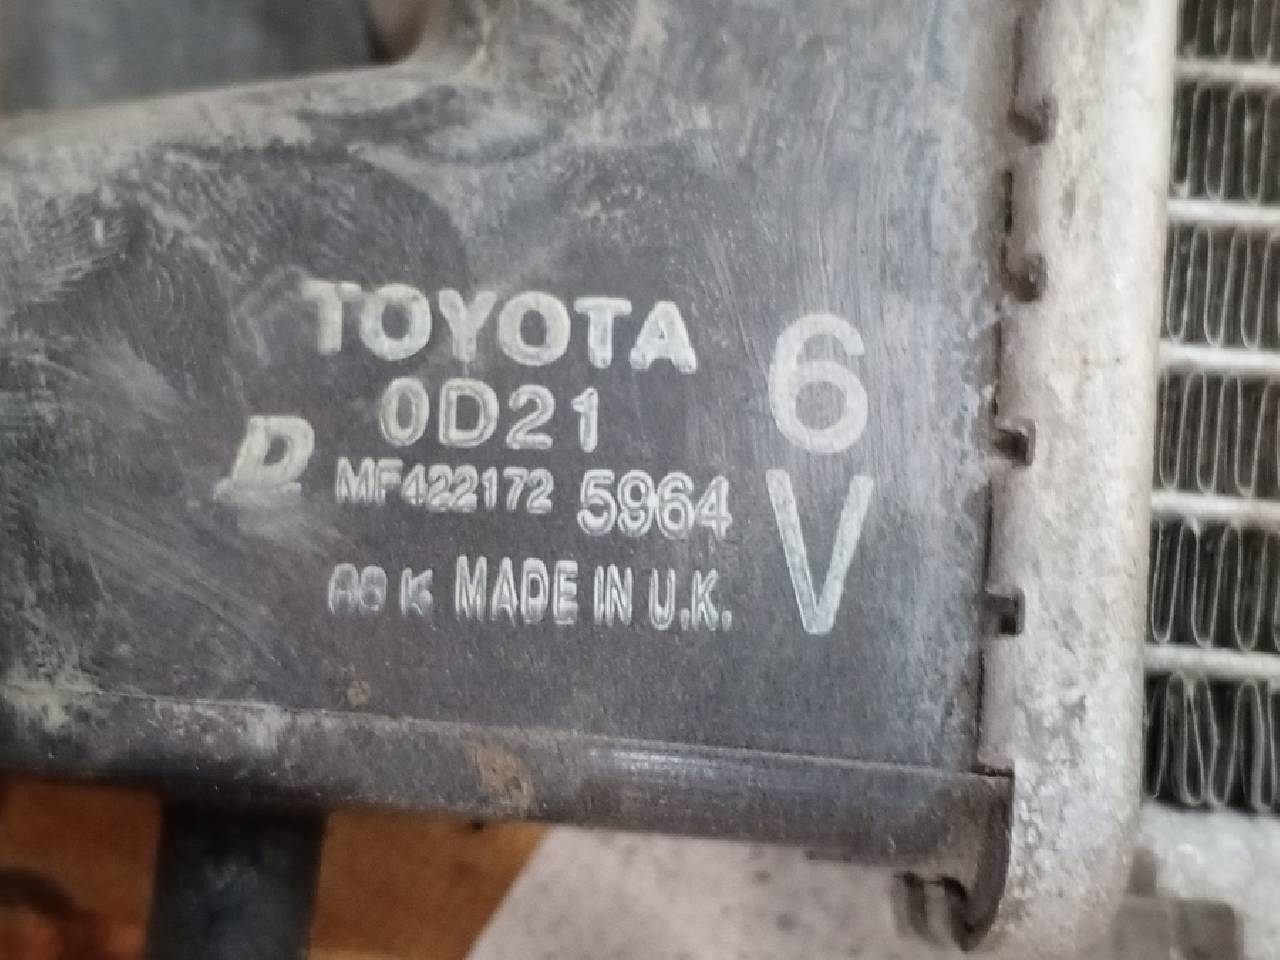 TOYOTA
0D21
6
D MF422172 5964
V
MADE IN U.K.